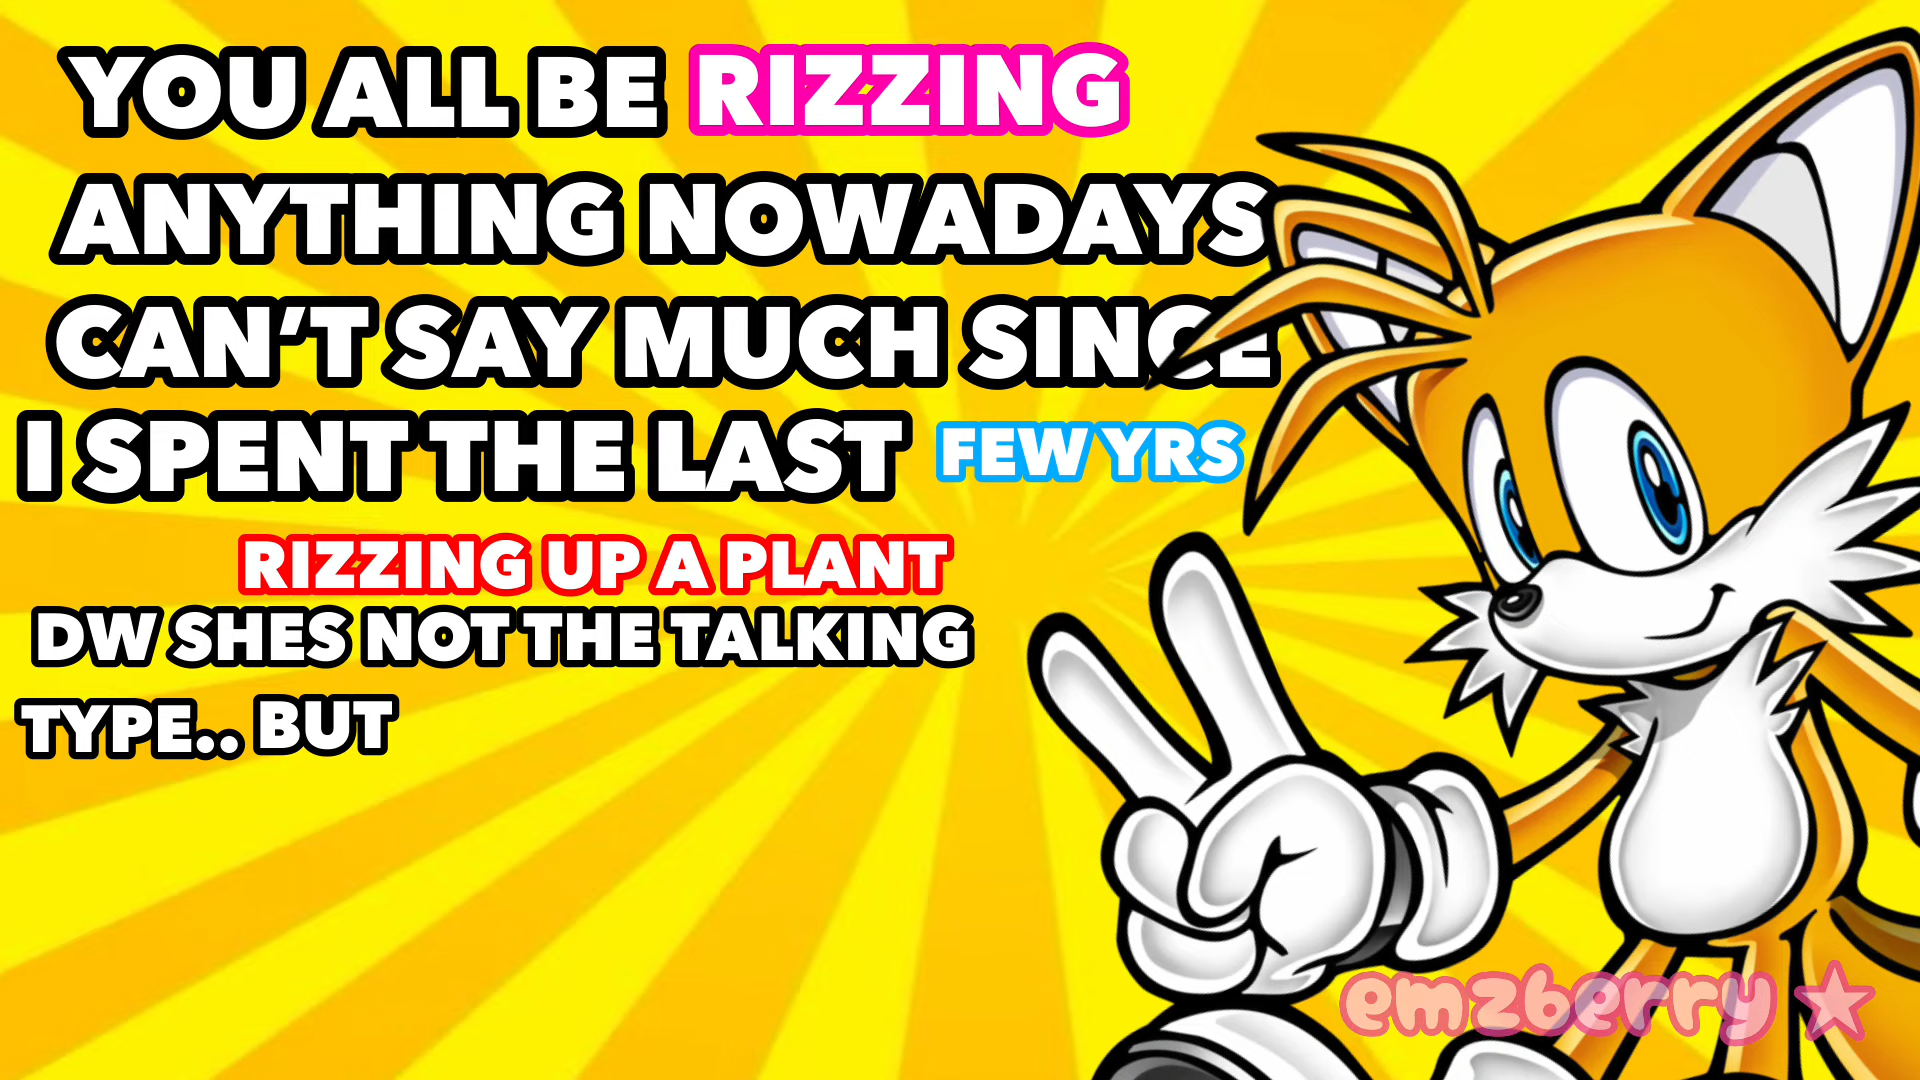 YOU ALL BE RIZZING
ANYTHING NOWADAYS
CAN'T SAY MUCH SINCE
I SPENT THE LAST FEW YRS
RIZZING UP A PLANT
DW SHES NOT THE TALKING
TYPE.. BUT
emzberry ★